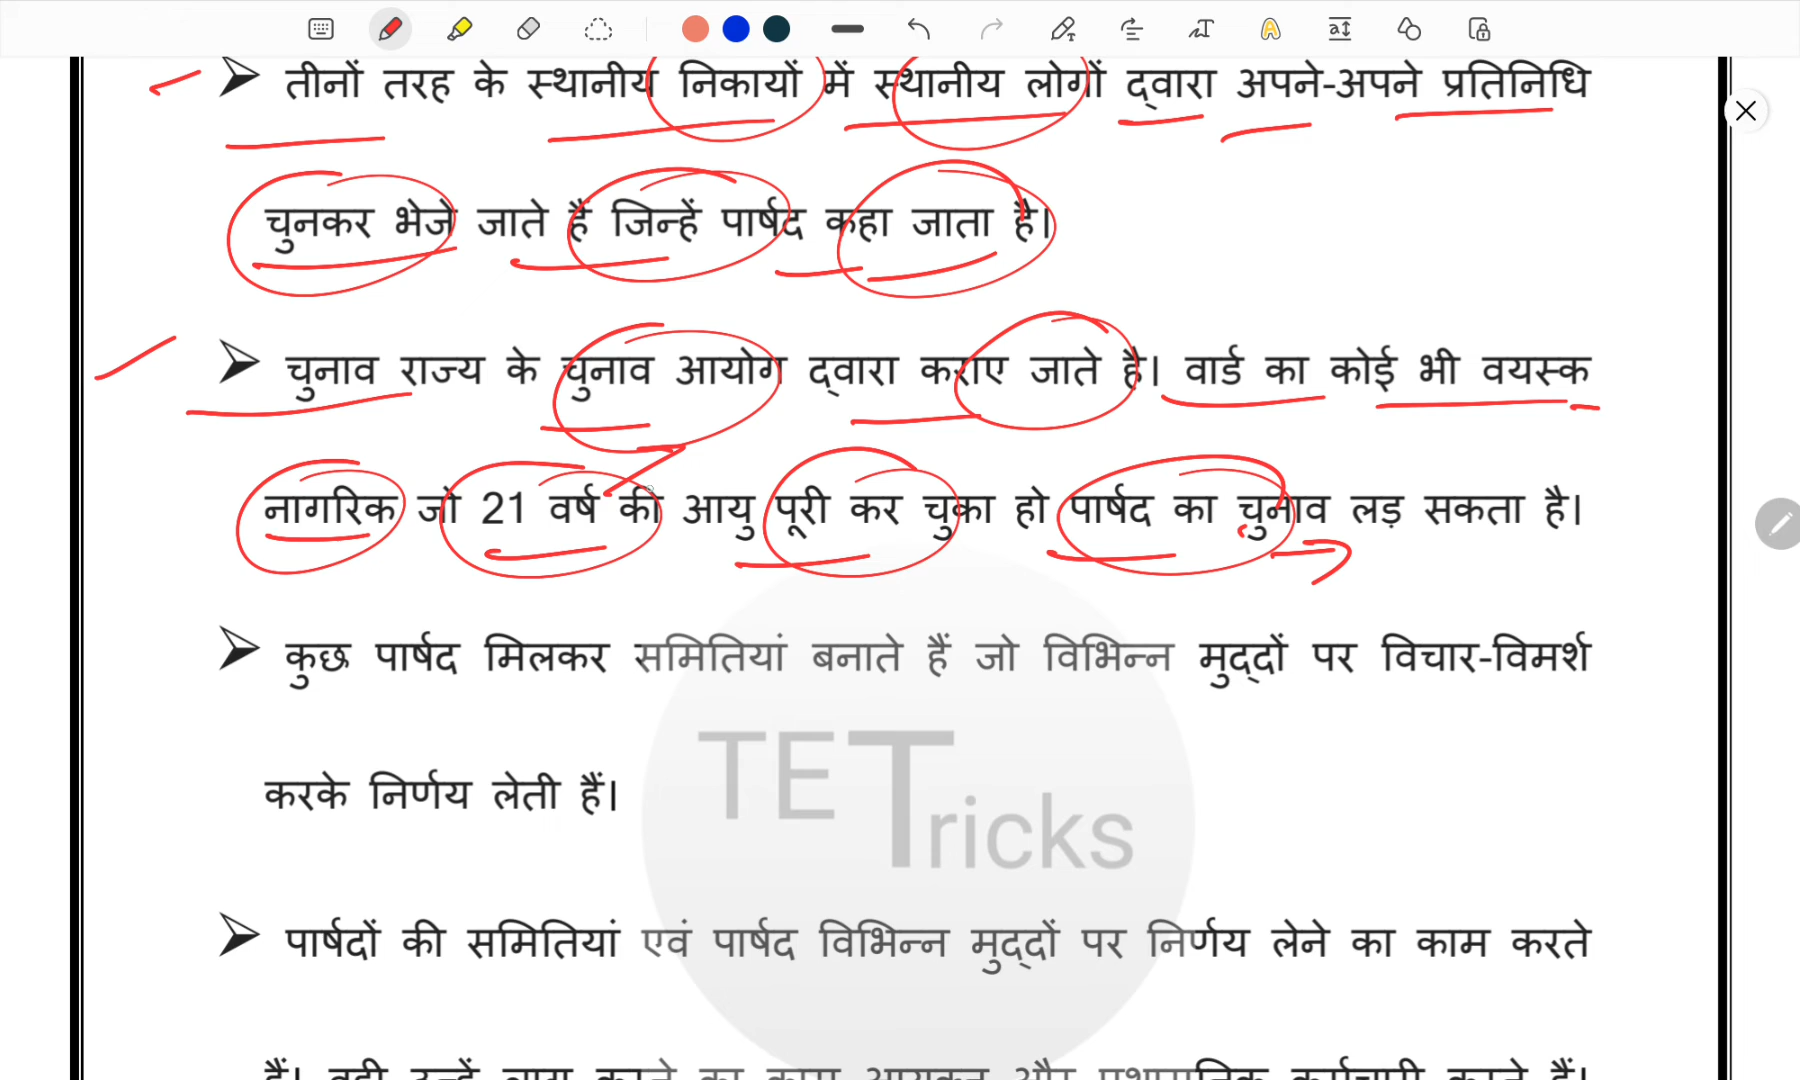 तीनों तरह के स्थानीय निकायों में स्थानीय लोगों द्वारा अपने-अपने प्रतिनिधि
चुनकर भेजे जाते है जिन्हें पार्षद कहा जाता है।
चुनाव राज्य के चुनाव आयोग द्वारा कराए जाते है। वार्ड का कोई भी वयस्क
नागरिक जो 21 वर्ष की आयु पूरी कर चुका हो पार्षद का चुनाव लड़ सकता है।
कुछ पार्षद मिलकर समितियां बनाते हैं जो विभिन्न मुद्दों पर विचार-विमर्श
करके निर्णय लेती हैं।
TETricks
पार्षदों की समितियां एवं पार्षद विभिन्न मुद्दों पर निर्णय लेने का काम करते
हैं।